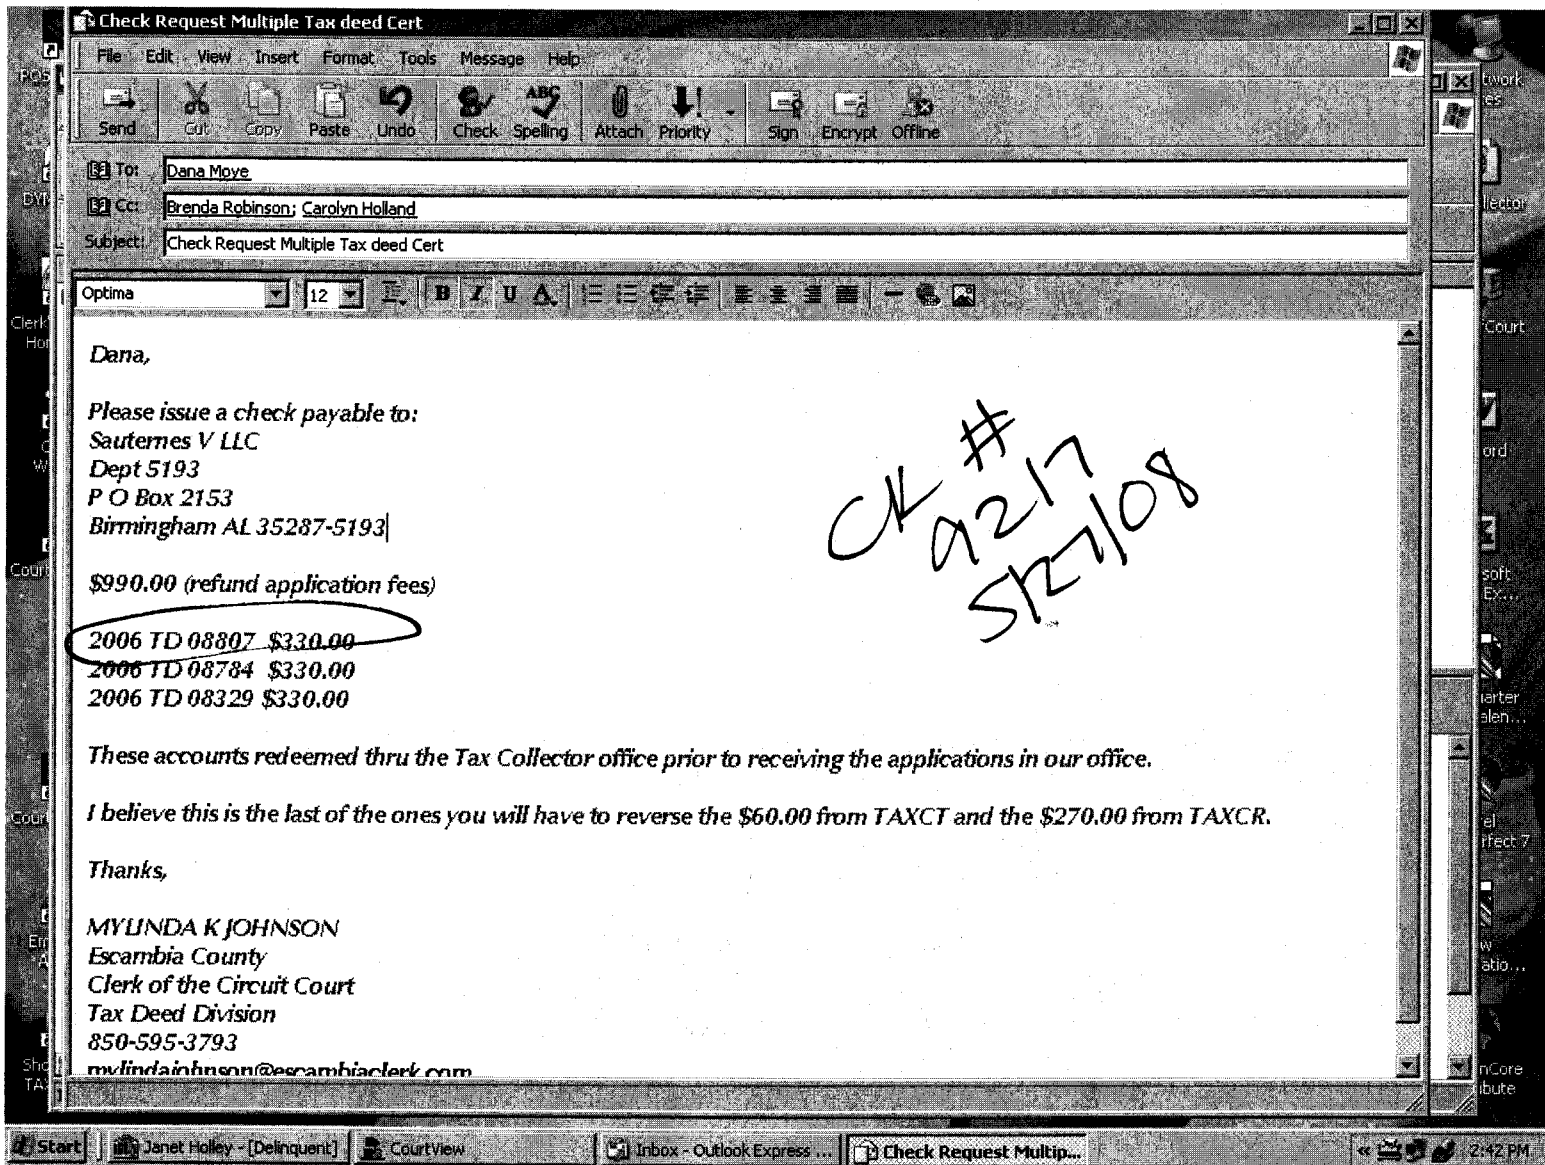 Check Request Multiple Tax deed Cert
File Edit View Insert Format Tools Message Help
Send Cut Copy Paste Undo Check Spelling Attach Priority Sign Encrypt Offline
To: Dana Moye
Cc: Brenda Robinson; Carolyn Holland
Subject: Check Request Multiple Tax deed Cert
Optima 12 B I U A
Dana,
Please issue a check payable to:
Sauternes V LLC
Dept 5193
P O Box 2153
Birmingham AL 35287-5193
CK #
9217
5/27/08
$990.00 (refund application fees)
2006 TD 08807 $330.00
2006 TD 08784 $330.00
2006 TD 08329 $330.00
These accounts redeemed thru the Tax Collector office prior to receiving the applications in our office.
I believe this is the last of the ones you will have to reverse the $60.00 from TAXCT and the $270.00 from TAXCR.
Thanks,
MYLINDA K JOHNSON
Escambia County
Clerk of the Circuit Court
Tax Deed Division
850-595-3793
mylindajohnson@escambiaclerk.com
Start Janet Holley - [Delinquent] CourtView Inbox - Outlook Express ... Check Request Multip... 2:42 PM